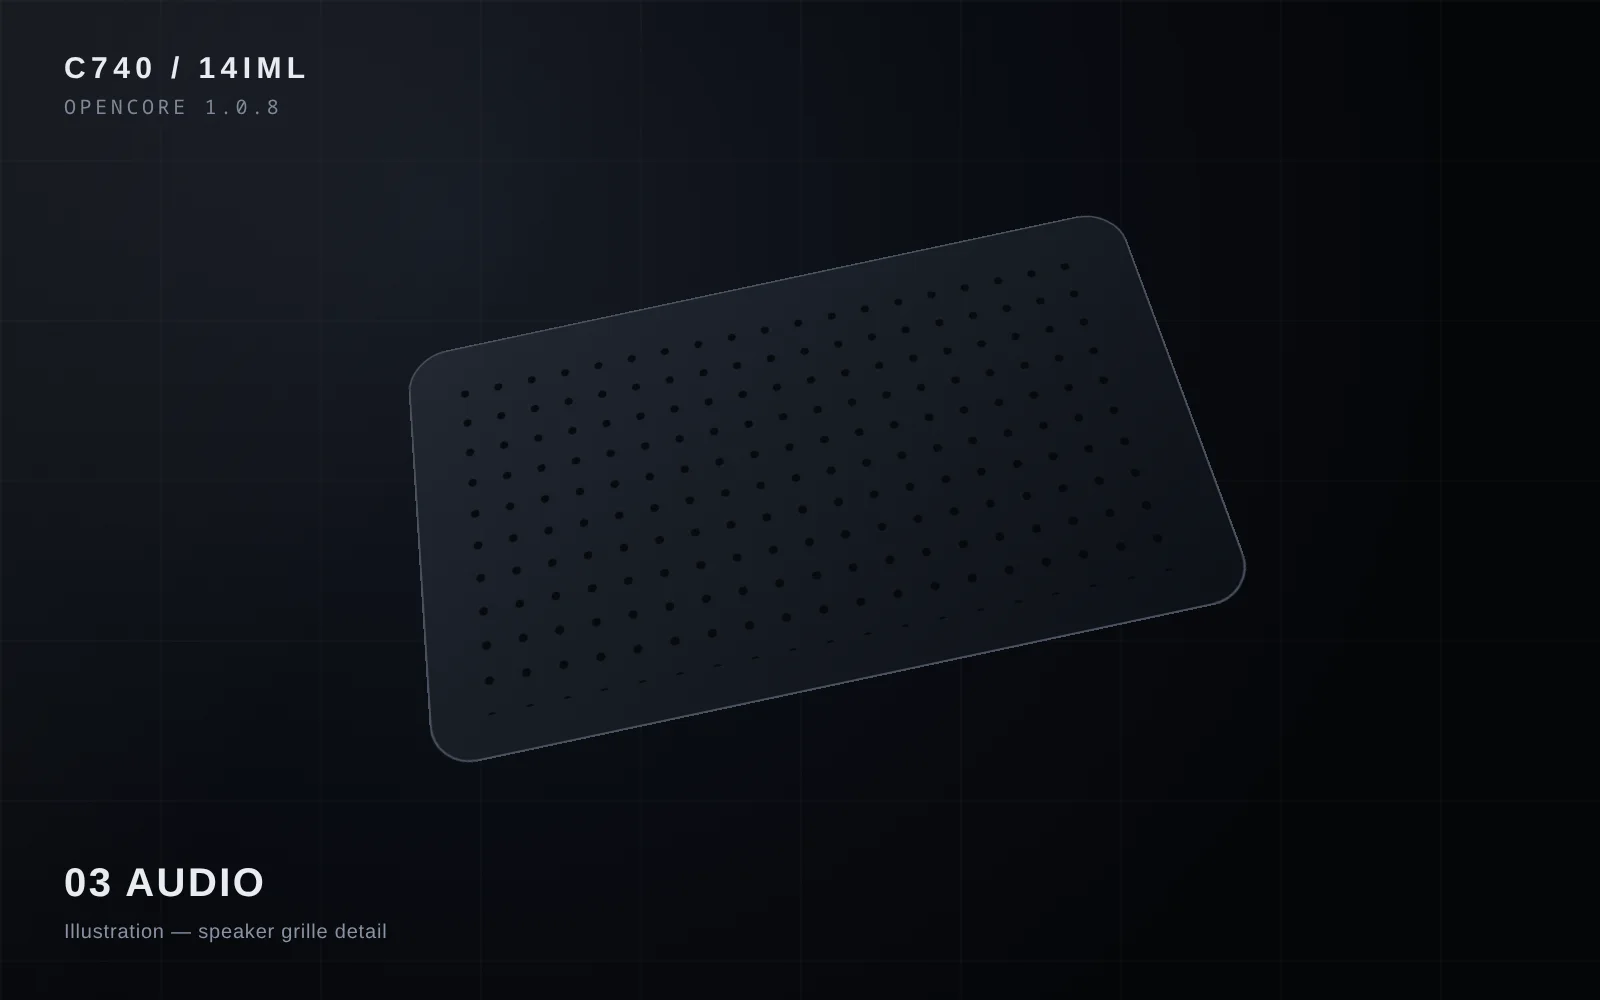 C740 / 14IML
OPENCORE 1.0.8
03 AUDIO
Illustration — speaker grille detail